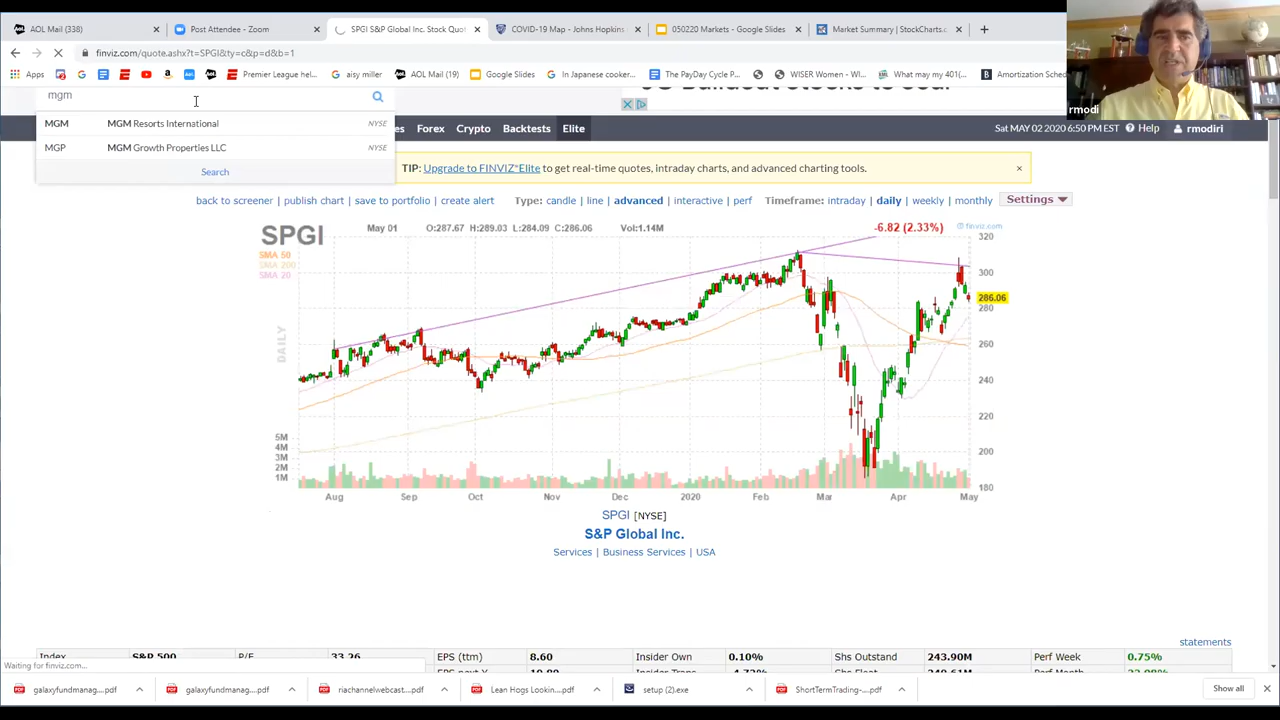 AOL Mail (338)
Post Attendee - Zoom
SPGI S&P Global Inc. Stock Quot
COVID-19 Map - Johns Hopkins
050220 Markets - Google Slides
Market Summary | StockCharts.c
finviz.com/quote.ashx?t=SPGI&ty=c&p=d&b=1
Apps
Premier League hel...
aisy miller
AOL Mail (19)
Google Slides
In Japanese cooker...
The PayDay Cycle P...
WISER Women - ...
What may my 401(...
Amortization Sched
rmodi
mgm
MGM MGM Resorts International NYSE
MGP MGM Growth Properties LLC NYSE
Search
es Forex Crypto Backtests Elite
Sat MAY 02 2020 6:50 PM EST Help rmodiri
TIP: Upgrade to FINVIZ*Elite to get real-time quotes, intraday charts, and advanced charting tools. ×
back to screener | publish chart | save to portfolio | create alert Type: candle | line | advanced | interactive | perf Timeframe: intraday | daily | weekly | monthly Settings
SPGI May 01 O:287.67 H:289.03 L:284.09 C:286.06 Vol:1.14M -6.82 (2.33%) © finviz.com
SMA 50
SMA 200
SMA 20
DAILY
320
300
286.06
280
260
240
220
200
180
5M
4M
3M
2M
1M
Aug Sep Oct Nov Dec 2020 Feb Mar Apr May
SPGI [NYSE]
S&P Global Inc.
Services | Business Services | USA
statements
Index S&P 500 P/E 33.26 EPS (ttm) 8.60 Insider Own 0.10% Shs Outstand 243.90M Perf Week 0.75%
Waiting for finviz.com...
galaxyfundmanag....pdf
galaxyfundmanag....pdf
riachannelwebcast....pdf
Lean Hogs Lookin....pdf
setup (2).exe
ShortTermTrading-....pdf
Show all